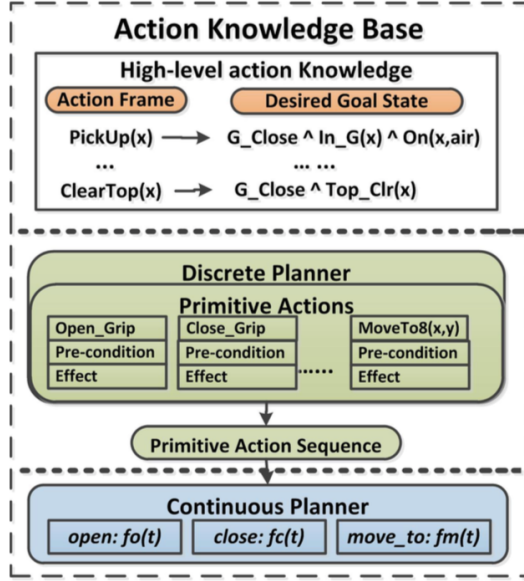 Action Knowledge Base
High-level action Knowledge
Action Frame Desired Goal State
PickUp(x) G_Close ^ In_G(x) ^ On(x,air)
... ... ...
ClearTop(x) G_Close ^ Top_Clr(x)
Discrete Planner
Primitive Actions
Open_Grip Close_Grip MoveTo8(x,y)
Pre-condition Pre-condition Pre-condition
Effect Effect ...... Effect
Primitive Action Sequence
Continuous Planner
open: fo(t) close: fc(t) move_to: fm(t)